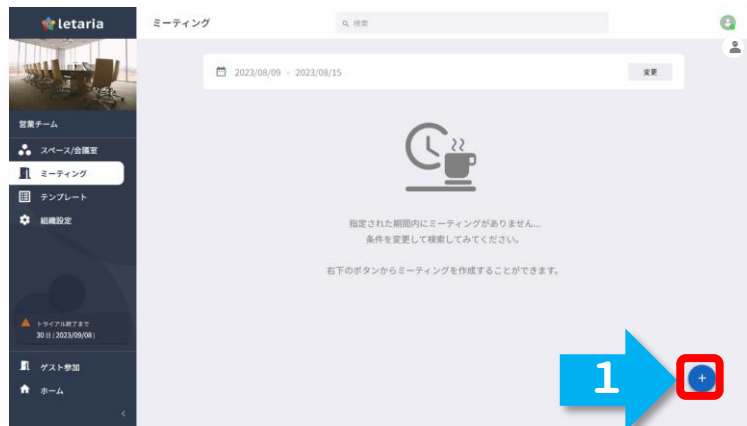 letaria
ミーティング
検索
2023/08/09 - 2023/08/15
変更
営業チーム
スペース/会議室
ミーティング
テンプレート
組織設定
指定された期間内にミーティングがありません...
条件を変更して検索してみてください。
右下のボタンからミーティングを作成することができます。
トライアル終了まで
30 日 | 2023/09/08 |
ゲスト参加
ホーム
1
+